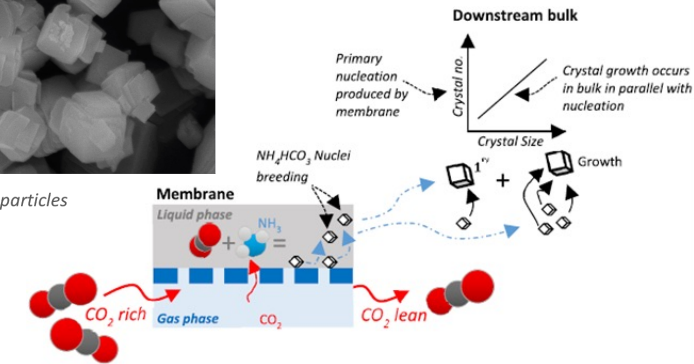 Downstream bulk
Primary
nucleation
produced by
membrane
Crystal no.
Crystal growth occurs
in bulk in parallel with
nucleation
Crystal Size
NH4HCO3 Nuclei
breeding
1ry
+
Growth
particles
Membrane
Liquid phase
NH3
+
=
CO2 rich
Gas phase
CO2
CO2 lean